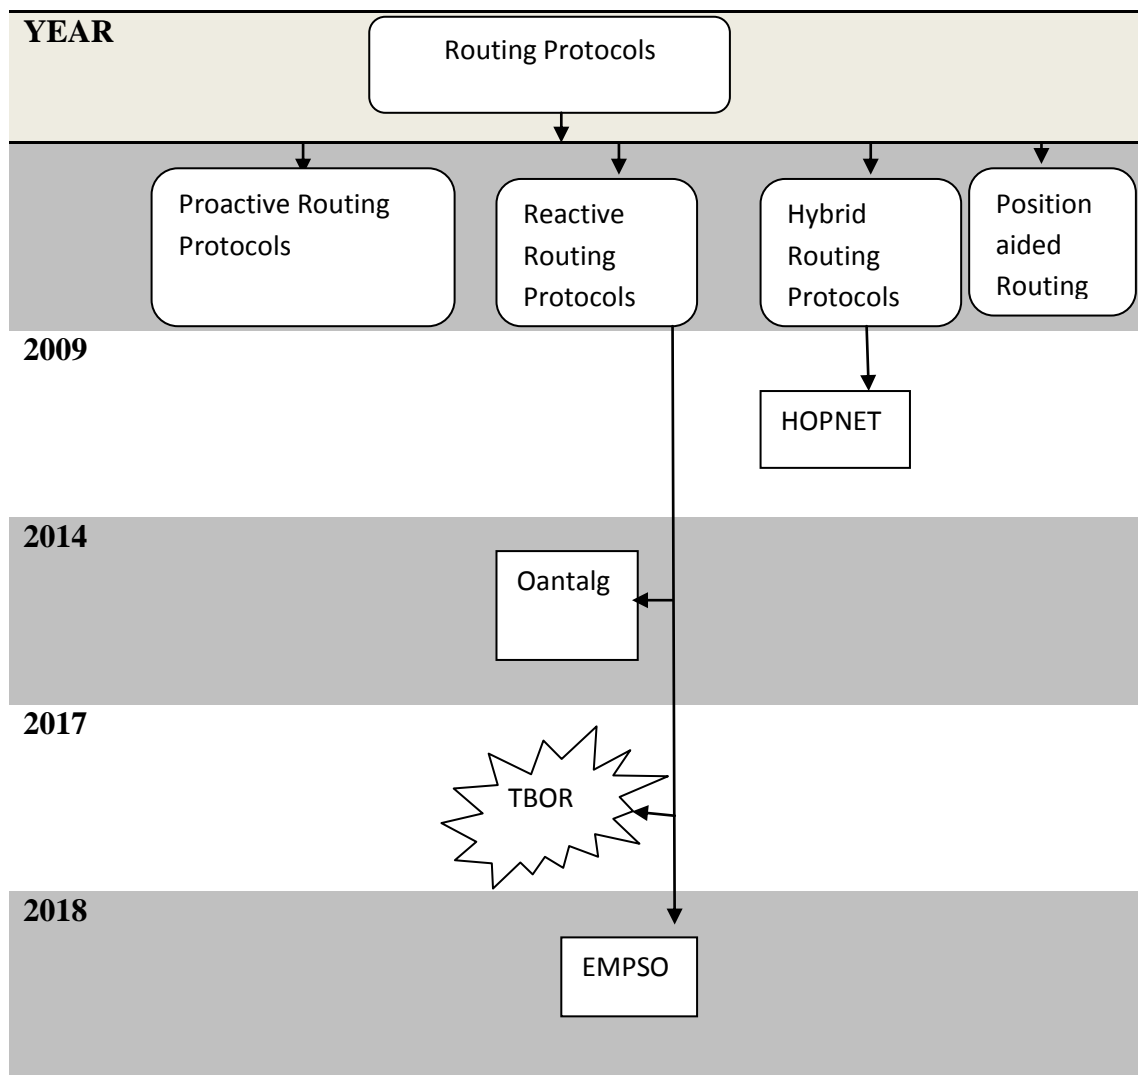 YEAR
Routing Protocols
Proactive Routing
Protocols
Reactive
Routing
Protocols
Hybrid
Routing
Protocols
Position
aided
Routing
2009
HOPNET
2014
Oantalg
2017
TBOR
2018
EMPSO